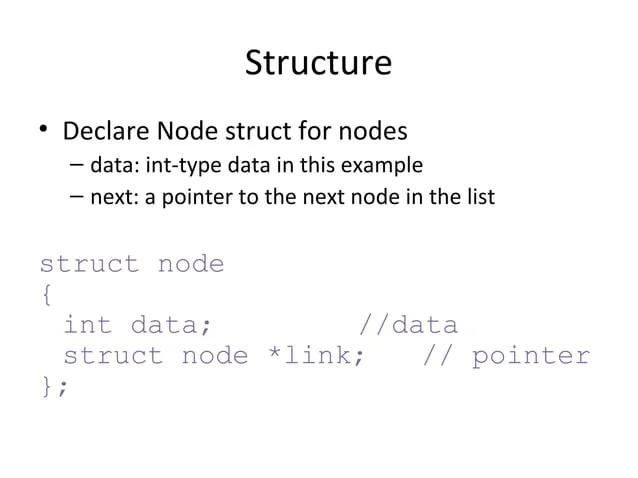 Structure
• Declare Node struct for nodes
– data: int-type data in this example
– next: a pointer to the next node in the list
struct node
{
int data; //data
struct node *link; // pointer
};